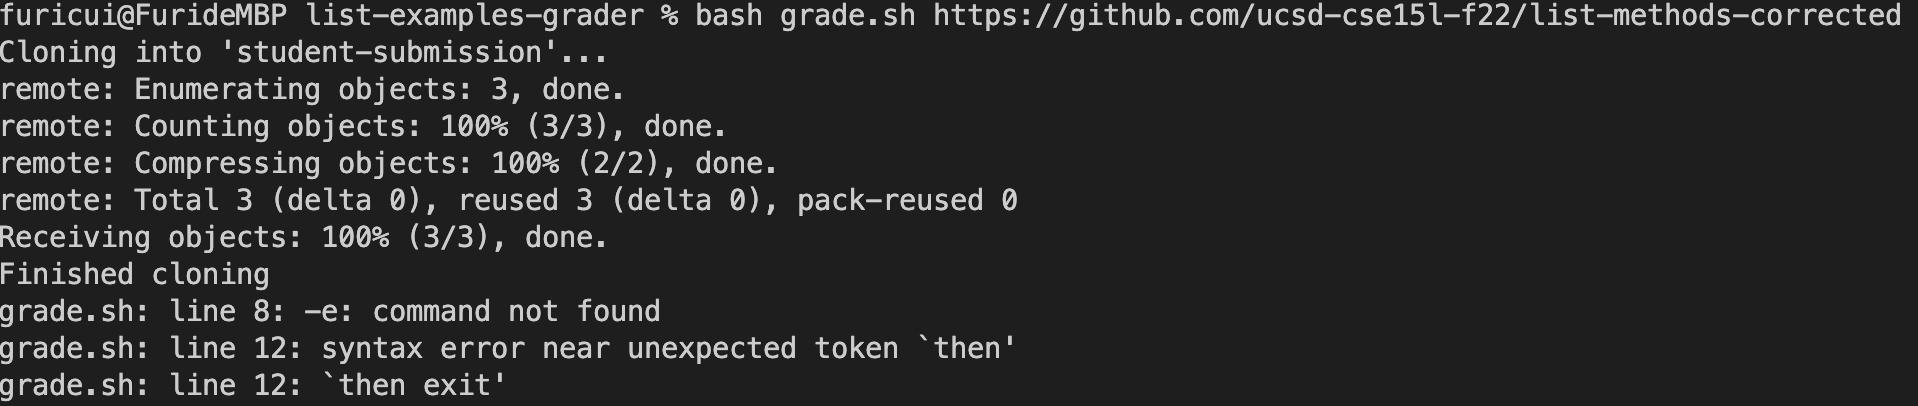 furicui@FurideMBP list-examples-grader % bash grade.sh https://github.com/ucsd-cse15l-f22/list-methods-corrected
Cloning into 'student-submission'...
remote: Enumerating objects: 3, done.
remote: Counting objects: 100% (3/3), done.
remote: Compressing objects: 100% (2/2), done.
remote: Total 3 (delta 0), reused 3 (delta 0), pack-reused 0
Receiving objects: 100% (3/3), done.
Finished cloning
grade.sh: line 8: -e: command not found
grade.sh: line 12: syntax error near unexpected token `then'
grade.sh: line 12: `then exit'